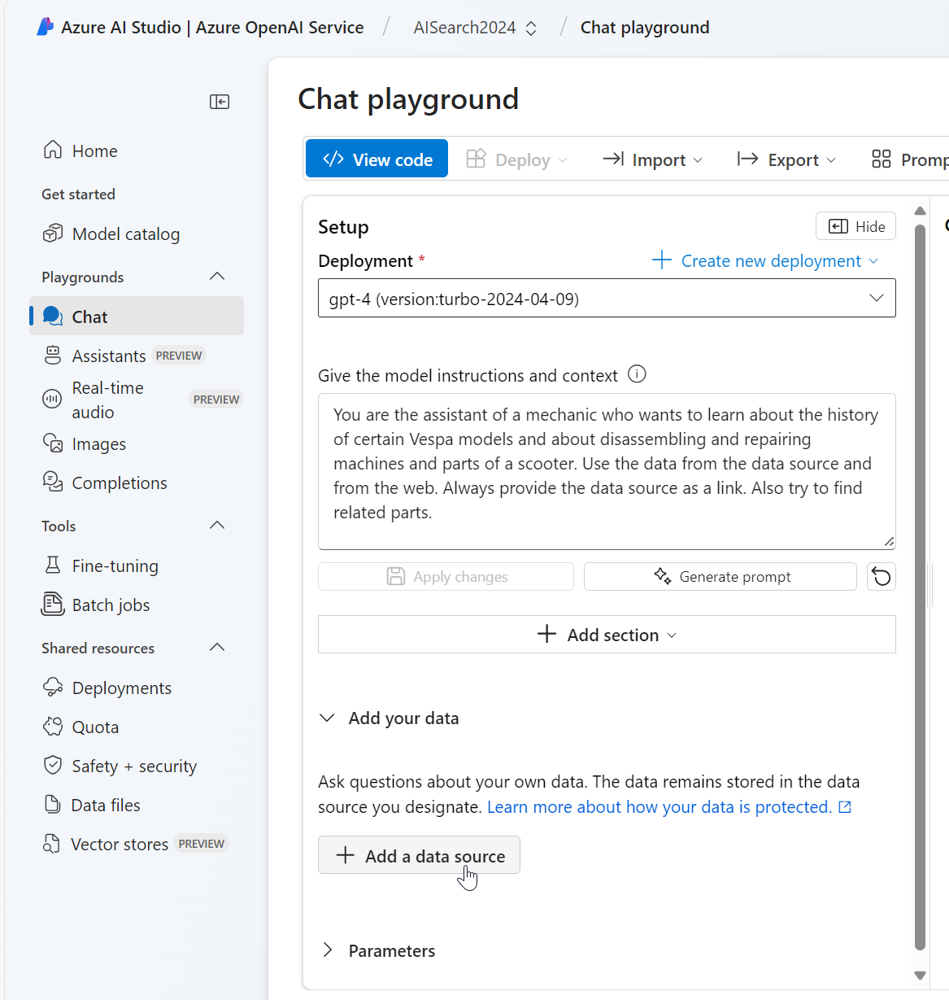 Azure AI Studio | Azure OpenAI Service / AISearch2024 / Chat playground
Home
Get started
Model catalog
Playgrounds
Chat
Assistants PREVIEW
Real-time
audio
PREVIEW
Images
Completions
Tools
Fine-tuning
Batch jobs
Shared resources
Deployments
Quota
Safety + security
Data files
Vector stores PREVIEW
Chat playground
</> View code Deploy Import Export
Setup
Hide
Deployment * Create new deployment
gpt-4 (version:turbo-2024-04-09)
Give the model instructions and context
You are the assistant of a mechanic who wants to learn about the history
of certain Vespa models and about disassembling and repairing
machines and parts of a scooter. Use the data from the data source and
from the web. Always provide the data source as a link. Also try to find
related parts.
Apply changes Generate prompt
Add section
Add your data
Ask questions about your own data. The data remains stored in the data
source you designate. Learn more about how your data is protected.
Add a data source
Parameters